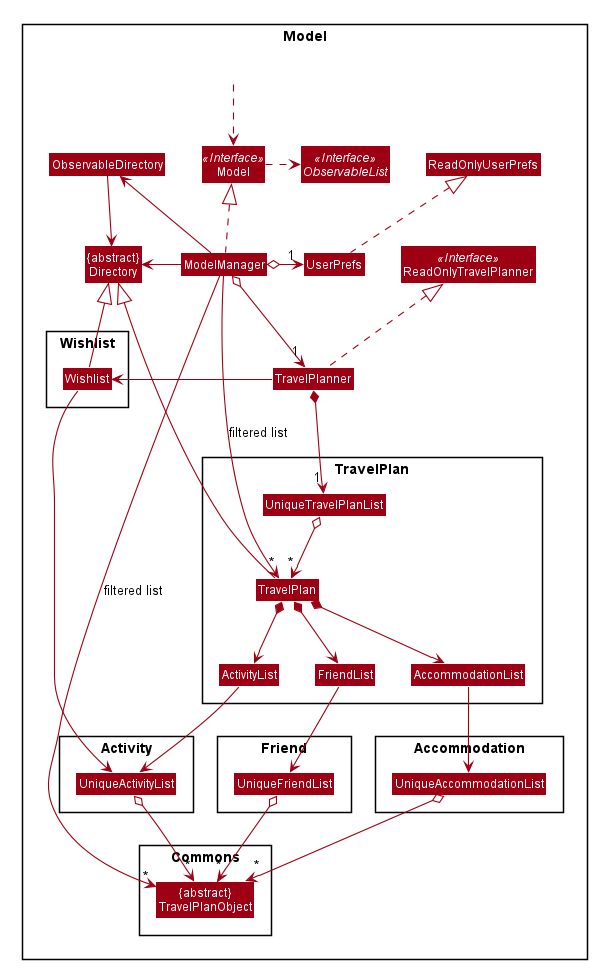 Model
«Interface»
Model
«Interface»
ObservableList
ObservableDirectory
ReadOnlyUserPrefs
{abstract}
Directory
ModelManager
1
UserPrefs
«Interface»
ReadOnlyTravelPlanner
Wishlist
Wishlist
1
TravelPlanner
filtered list
TravelPlan
1
UniqueTravelPlanList
*
*
TravelPlan
filtered list
ActivityList
FriendList
AccommodationList
Activity
UniqueActivityList
Friend
UniqueFriendList
Accommodation
UniqueAccommodationList
Commons
*
*
*
*
{abstract}
TravelPlanObject